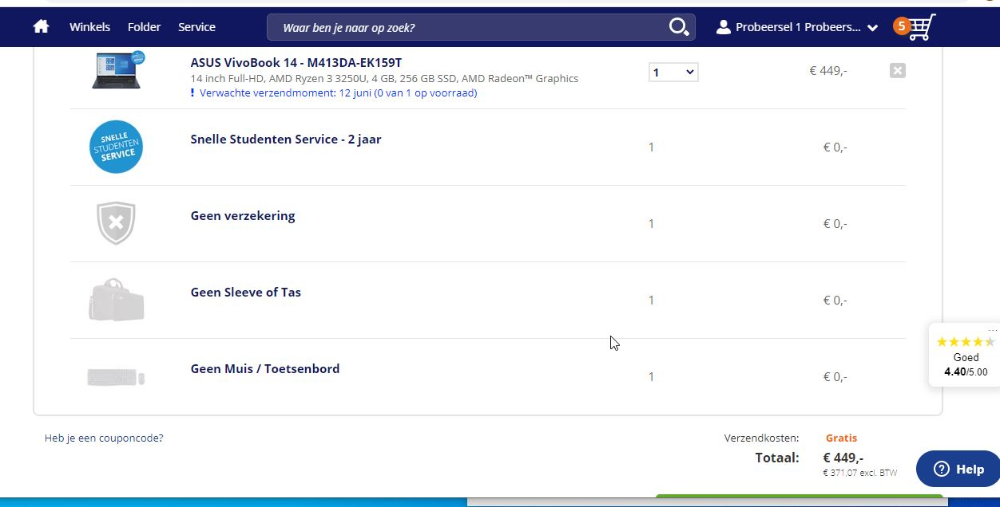 Winkels Folder Service Waar ben je naar op zoek? Probeersel 1 Probeers... 5
ASUS VivoBook 14 - M413DA-EK159T
14 inch Full-HD, AMD Ryzen 3 3250U, 4 GB, 256 GB SSD, AMD Radeon™ Graphics
! Verwachte verzendmoment: 12 juni (0 van 1 op voorraad)
1 € 449,-
SNELLE
STUDENTEN
SERVICE
Snelle Studenten Service - 2 jaar
1 € 0,-
Geen verzekering
1 € 0,-
Geen Sleeve of Tas
1 € 0,-
Geen Muis / Toetsenbord
1 € 0,-
...
Goed
4.40/5.00
Heb je een couponcode?
Verzendkosten: Gratis
Totaal: € 449,-
€ 371,07 excl. BTW
? Help